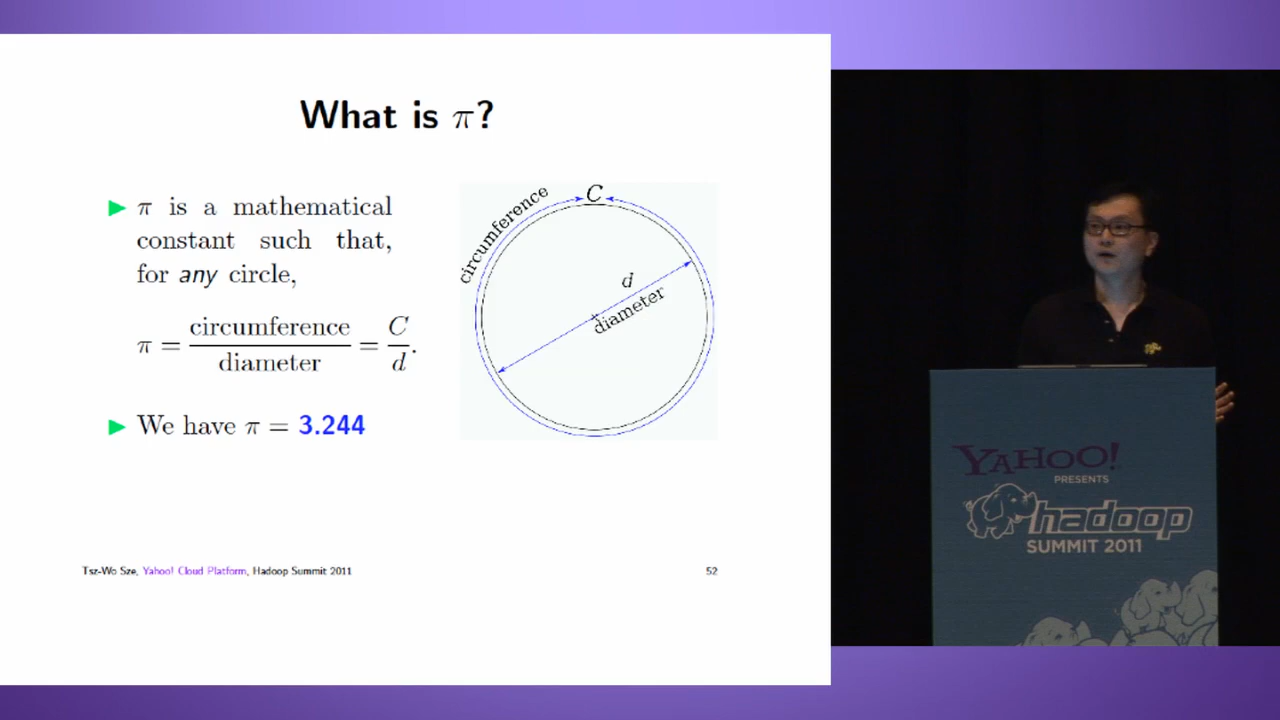 What is π?
▶ π is a mathematical
constant such that,
for any circle,
π = circumference / diameter = C / d.
▶ We have π = 3.244
circumference
C
d
diameter
Tsz-Wo Sze, Yahoo! Cloud Platform, Hadoop Summit 2011
52
YAHOO!
PRESENTS
hadoop
SUMMIT 2011